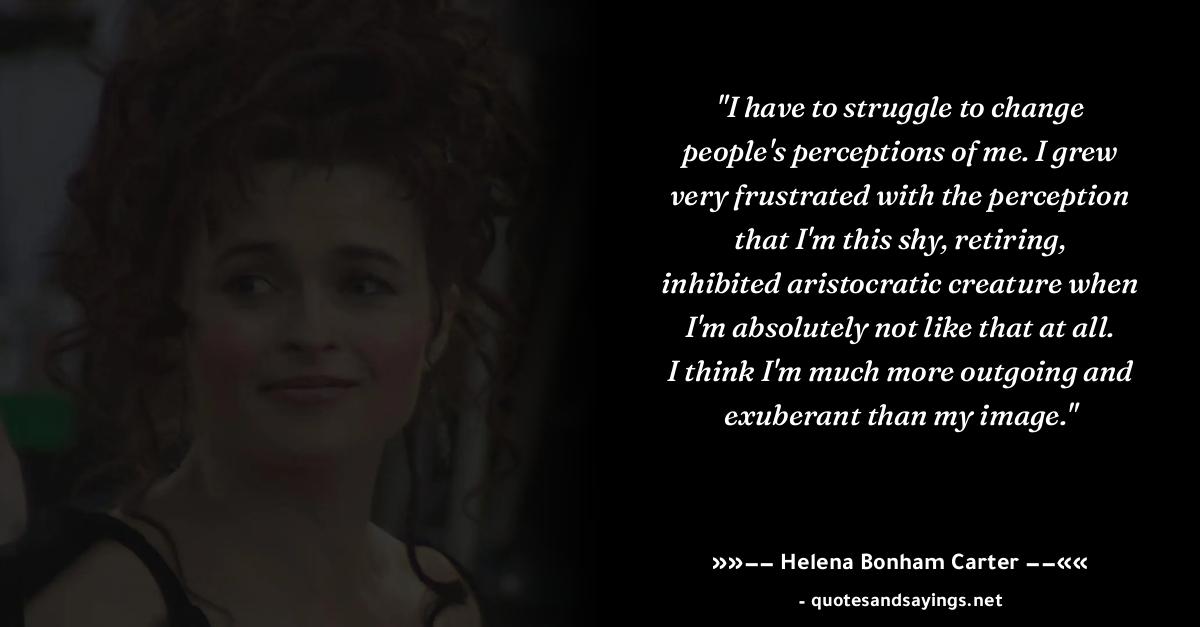 "I have to struggle to change
people's perceptions of me. I grew
very frustrated with the perception
that I'm this shy, retiring,
inhibited aristocratic creature when
I'm absolutely not like that at all.
I think I'm much more outgoing and
exuberant than my image."
»»−− Helena Bonham Carter −−««
- quotesandsayings.net